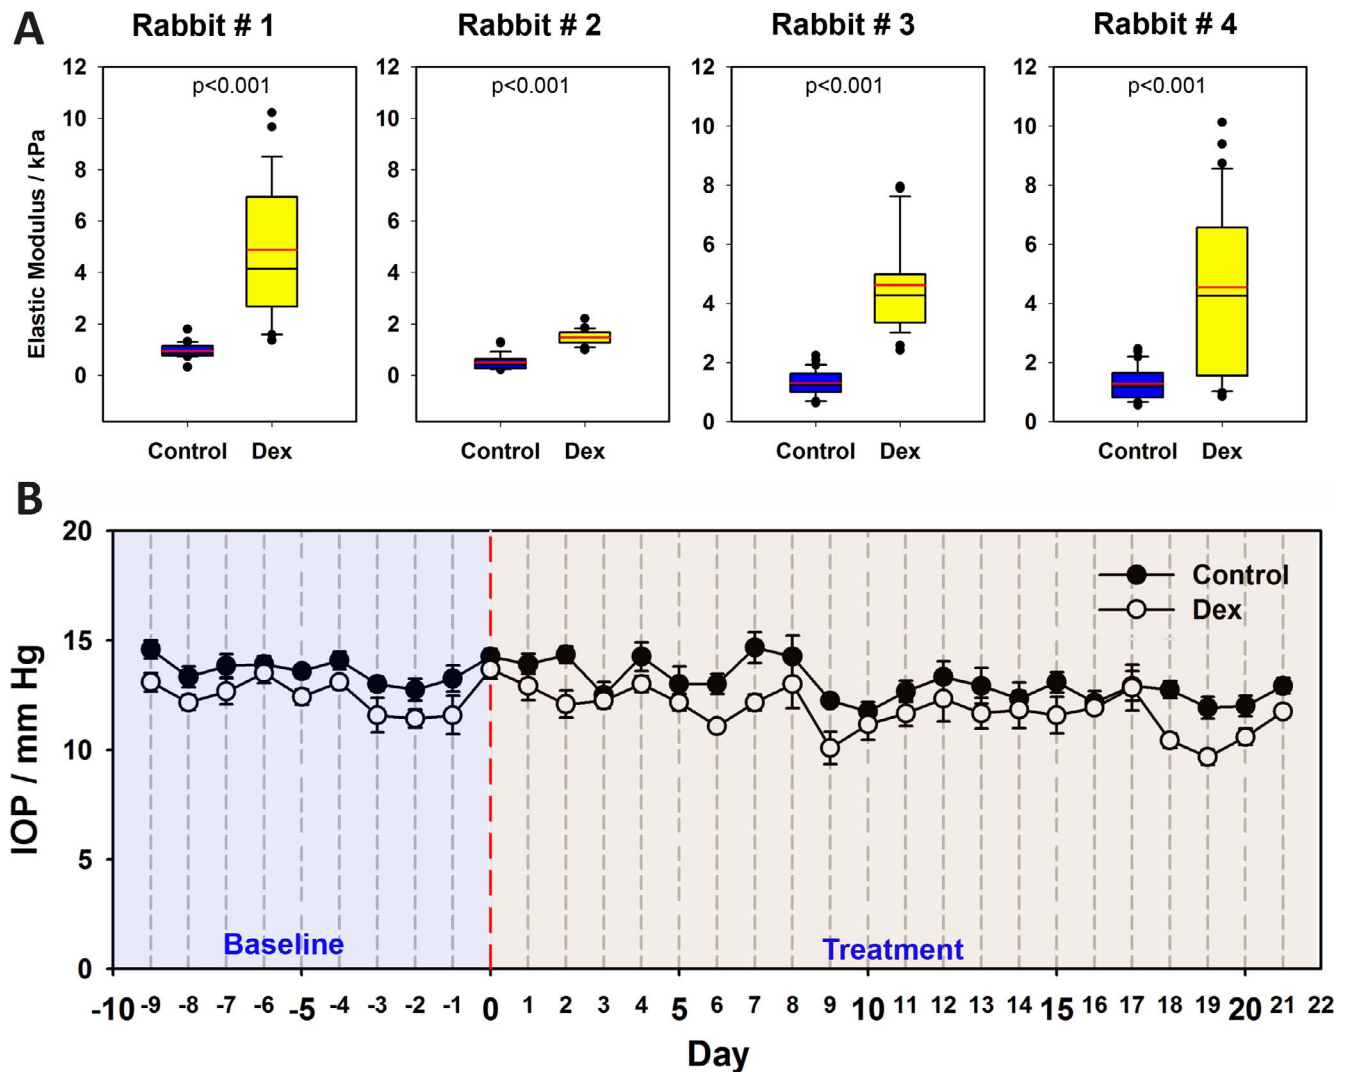 A
Rabbit # 1
Rabbit # 2
Rabbit # 3
Rabbit # 4
Elastic Modulus / kPa
12
10
8
6
4
2
0
p<0.001
Control Dex
12
10
8
6
4
2
0
p<0.001
Control Dex
12
10
8
6
4
2
0
p<0.001
Control Dex
12
10
8
6
4
2
0
p<0.001
Control Dex
B
IOP / mm Hg
20
15
10
5
0
Control
Dex
Baseline
Treatment
-10 -9 -8 -7 -6 -5 -4 -3 -2 -1 0 1 2 3 4 5 6 7 8 9 10 11 12 13 14 15 16 17 18 19 20 21 22
Day